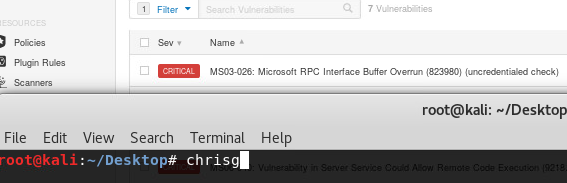 1 Filter Search Vulnerabilities 7 Vulnerabilities
RESOURCES
Policies
Plugin Rules
Scanners
Sev Name
CRITICAL MS03-026: Microsoft RPC Interface Buffer Overrun (823980) (uncredentialed check)
root@kali: ~/Desktop
File Edit View Search Terminal Help
root@kali:~/Desktop# chrisg
Vulnerability in Server Service Could Allow Remote Code Execution (9218